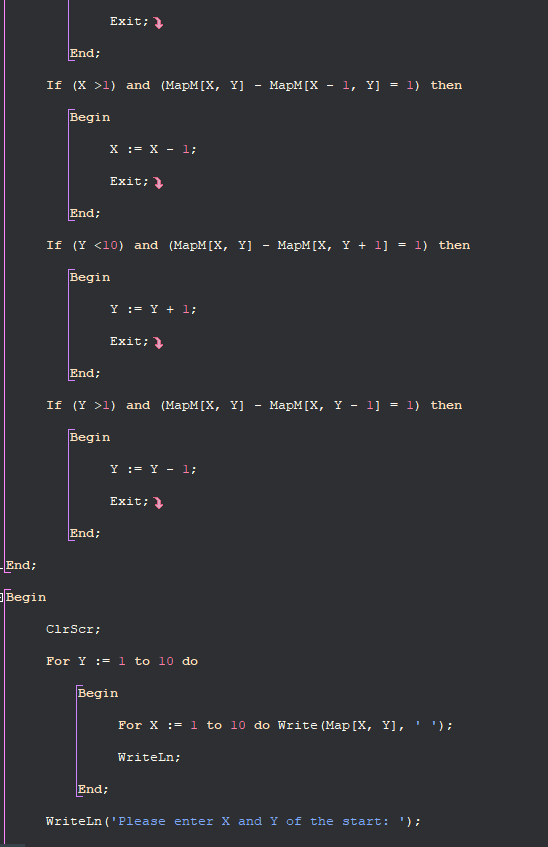 Exit;
End;
If (X >1) and (MapM[X, Y] - MapM[X - 1, Y] = 1) then
Begin
X := X - 1;
Exit;
End;
If (Y <10) and (MapM[X, Y] - MapM[X, Y + 1] = 1) then
Begin
Y := Y + 1;
Exit;
End;
If (Y >1) and (MapM[X, Y] - MapM[X, Y - 1] = 1) then
Begin
Y := Y - 1;
Exit;
End;
End;
Begin
ClrScr;
For Y := 1 to 10 do
Begin
For X := 1 to 10 do Write(Map[X, Y], ' ');
WriteLn;
End;
WriteLn('Please enter X and Y of the start: ');